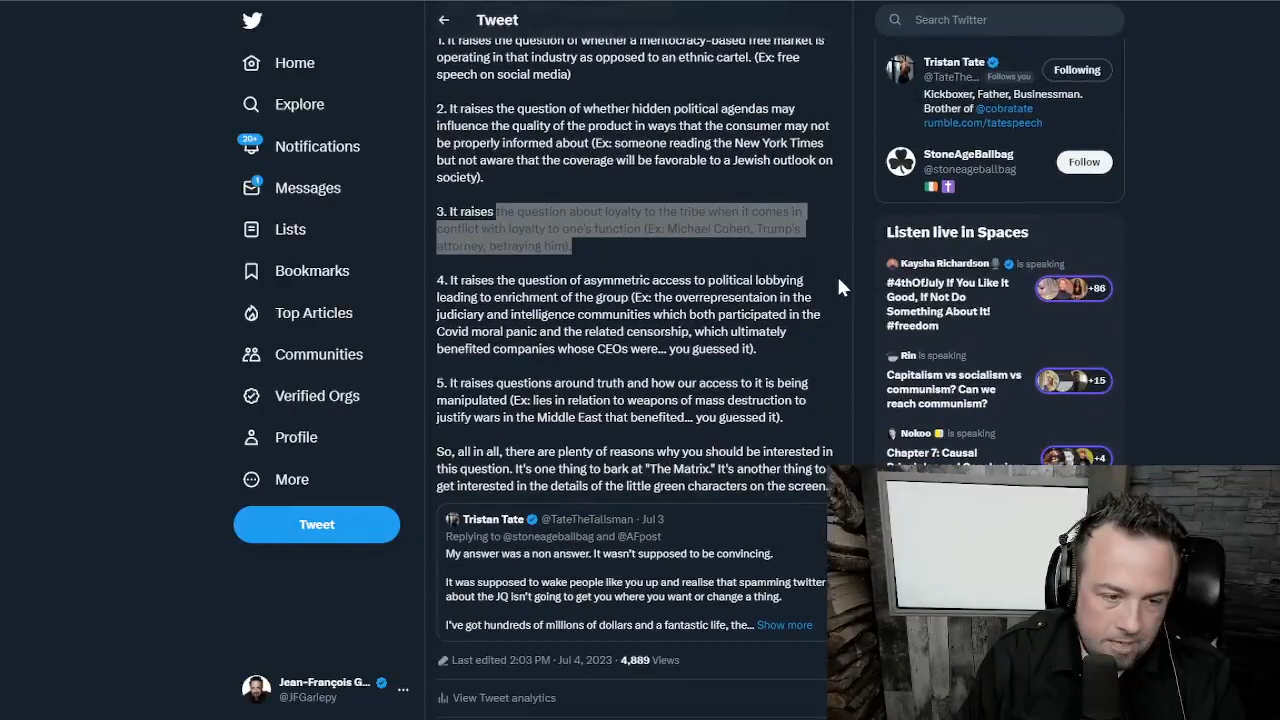 Tweet
Search Twitter
Home
Explore
20+
Notifications
1
Messages
Lists
Bookmarks
Top Articles
Communities
Verified Orgs
Profile
More
Tweet
Jean-François G...
@JFGariepy
1. It raises the question of whether a meritocracy-based free market is
operating in that industry as opposed to an ethnic cartel. (Ex: free
speech on social media)
2. It raises the question of whether hidden political agendas may
influence the quality of the product in ways that the consumer may not
be properly informed about (Ex: someone reading the New York Times
but not aware that the coverage will be favorable to a Jewish outlook on
society).
3. It raises the question about loyalty to the tribe when it comes in
conflict with loyalty to one's function (Ex: Michael Cohen, Trump's
attorney, betraying him).
4. It raises the question of asymmetric access to political lobbying
leading to enrichment of the group (Ex: the overrepresentaion in the
judiciary and intelligence communities which both participated in the
Covid moral panic and the related censorship, which ultimately
benefited companies whose CEOs were... you guessed it).
5. It raises questions around truth and how our access to it is being
manipulated (Ex: lies in relation to weapons of mass destruction to
justify wars in the Middle East that benefited... you guessed it).
So, all in all, there are plenty of reasons why you should be interested in
this question. It's one thing to bark at "The Matrix." It's another thing to
get interested in the details of the little green characters on the screen.
Tristan Tate @TateTheTalisman · Jul 3
Replying to @stoneageballbag and @AFpost
My answer was a non answer. It wasn't supposed to be convincing.
It was supposed to wake people like you up and realise that spamming twitter
about the JQ isn't going to get you where you want or change a thing.
I've got hundreds of millions of dollars and a fantastic life, the... Show more
Last edited 2:03 PM · Jul 4, 2023 · 4,889 Views
View Tweet analytics
Tristan Tate
@TateThe... Follows you
Following
Kickboxer, Father, Businessman.
Brother of @cobratate
rumble.com/tatespeech
StoneAgeBallbag
@stoneageballbag
Follow
Listen live in Spaces
Kaysha Richardson is speaking
#4thOfJuly If You Like It
Good, If Not Do
Something About It!
#freedom
+86
Rin is speaking
Capitalism vs socialism vs
communism? Can we
reach communism?
+15
Nokoo is speaking
Chapter 7: Causal
+4